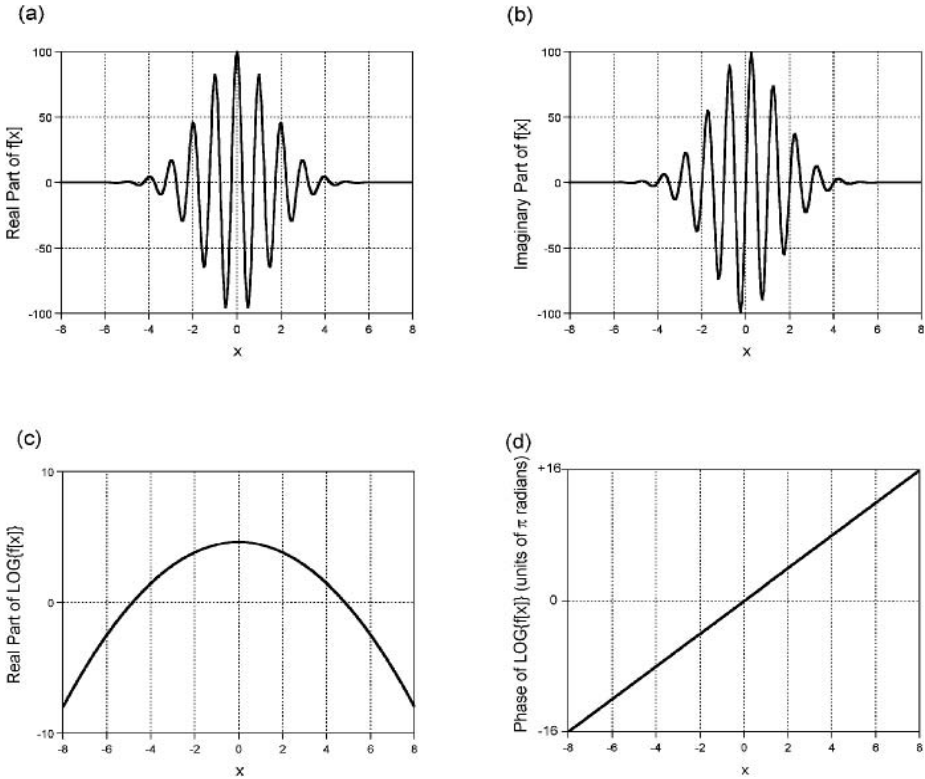 (a)
Real Part of f[x]
100
50
0
-50
-100
-8 -6 -4 -2 0 2 4 6 8
x
(b)
Imaginary Part of f[x]
100
50
0
-50
-100
-8 -6 -4 -2 0 2 4 6 8
x
(c)
Real Part of LOG{f[x]}
10
0
-10
-8 -6 -4 -2 0 2 4 6 8
x
(d)
Phase of LOG{f[x]} (units of π radians)
+16
0
-16
-8 -6 -4 -2 0 2 4 6 8
x